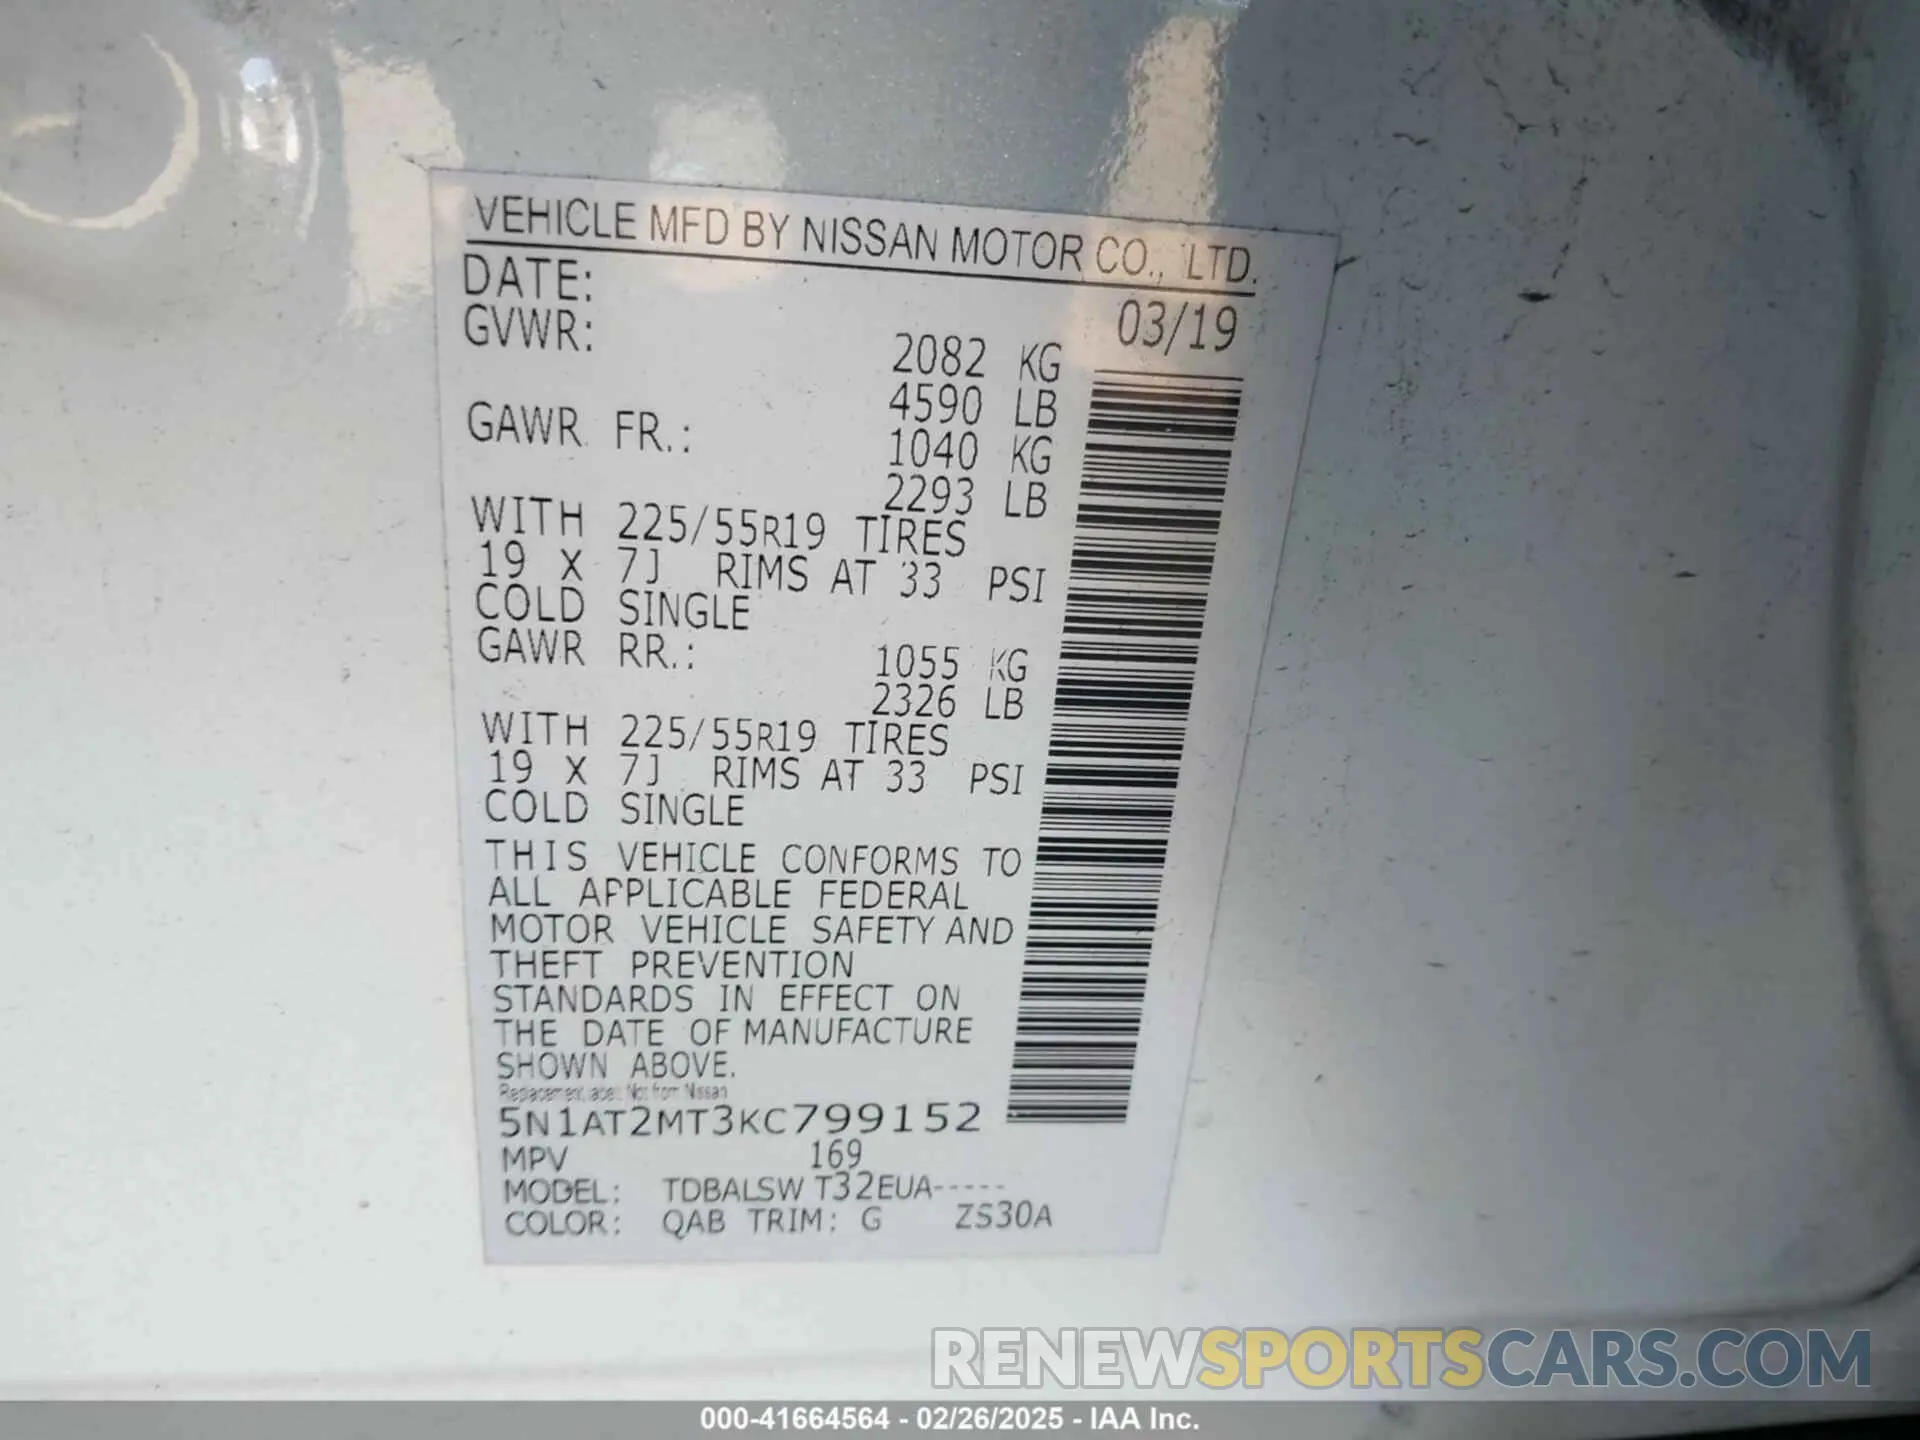 VEHICLE MFD BY NISSAN MOTOR CO., LTD.
DATE: 03/19
GVWR: 2082 KG
4590 LB
GAWR FR.: 1040 KG
2293 LB
WITH 225/55R19 TIRES
19 X 7J RIMS AT 33 PSI
COLD SINGLE
GAWR RR.: 1055 KG
2326 LB
WITH 225/55R19 TIRES
19 X 7J RIMS AT 33 PSI
COLD SINGLE
THIS VEHICLE CONFORMS TO
ALL APPLICABLE FEDERAL
MOTOR VEHICLE SAFETY AND
THEFT PREVENTION
STANDARDS IN EFFECT ON
THE DATE OF MANUFACTURE
SHOWN ABOVE.
Replacement label: Not from Nissan
5N1AT2MT3KC799152
MPV 169
MODEL: TDBALSW T32EUA-----
COLOR: QAB TRIM: G ZS30A
RENEWSPORTSCARS.COM
000-41664564 - 02/26/2025 - IAA Inc.